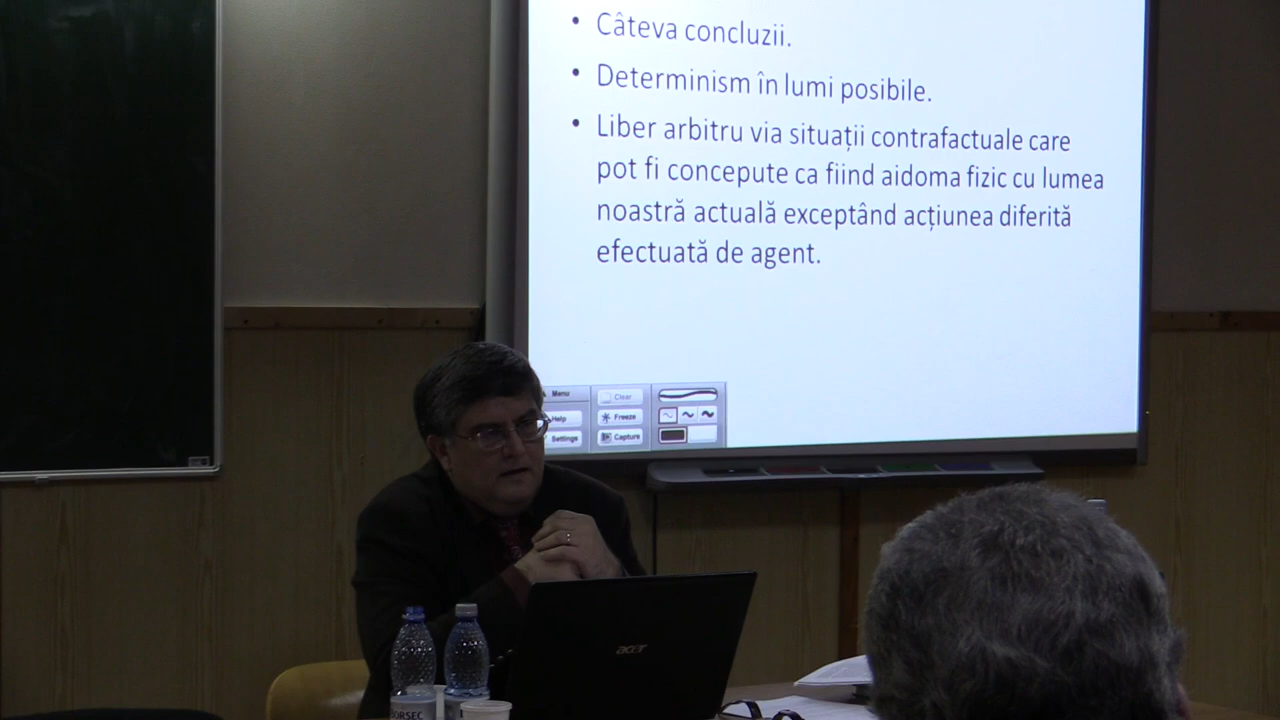 • Câteva concluzii.
• Determinism în lumi posibile.
• Liber arbitru via situații contrafactuale care
pot fi concepute ca fiind aidoma fizic cu lumea
noastră actuală exceptând acțiunea diferită
efectuată de agent.
Menu
Clear
Help
Freeze
Settings
Capture
acer
BORSEC